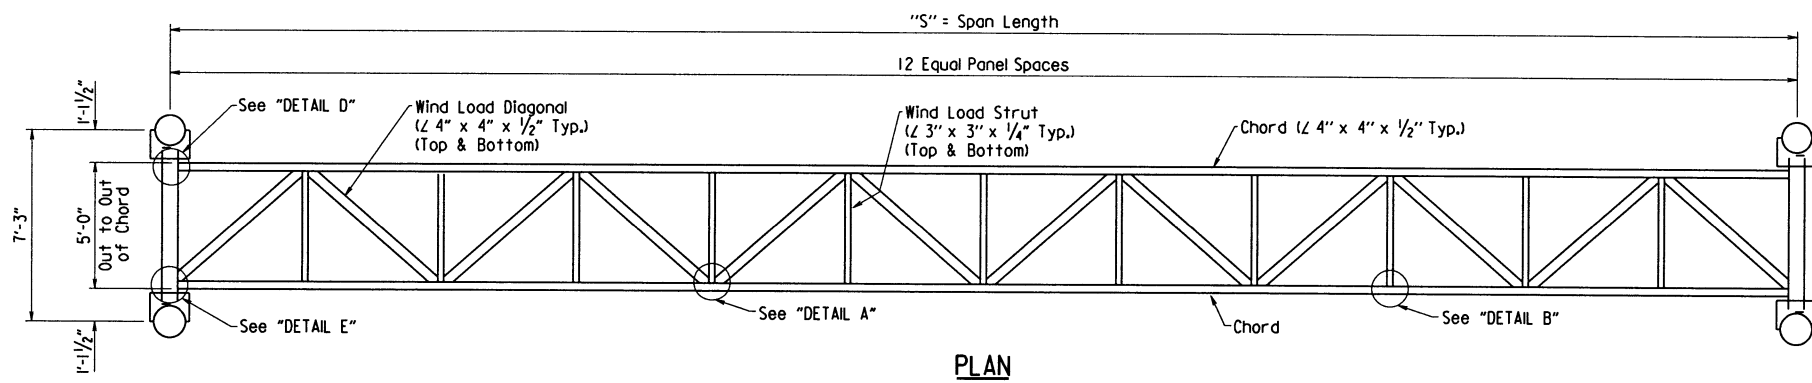 "S" = Span Length
12 Equal Panel Spaces
1'-1½"
See "DETAIL D"
Wind Load Diagonal
(∠ 4" x 4" x ½" Typ.)
(Top & Bottom)
Wind Load Strut
(∠ 3" x 3" x ¼" Typ.)
(Top & Bottom)
Chord (∠ 4" x 4" x ½" Typ.)
7'-3"
5'-0"
Out to Out
of Chord
See "DETAIL E"
See "DETAIL A"
Chord
See "DETAIL B"
1'-1½"
PLAN